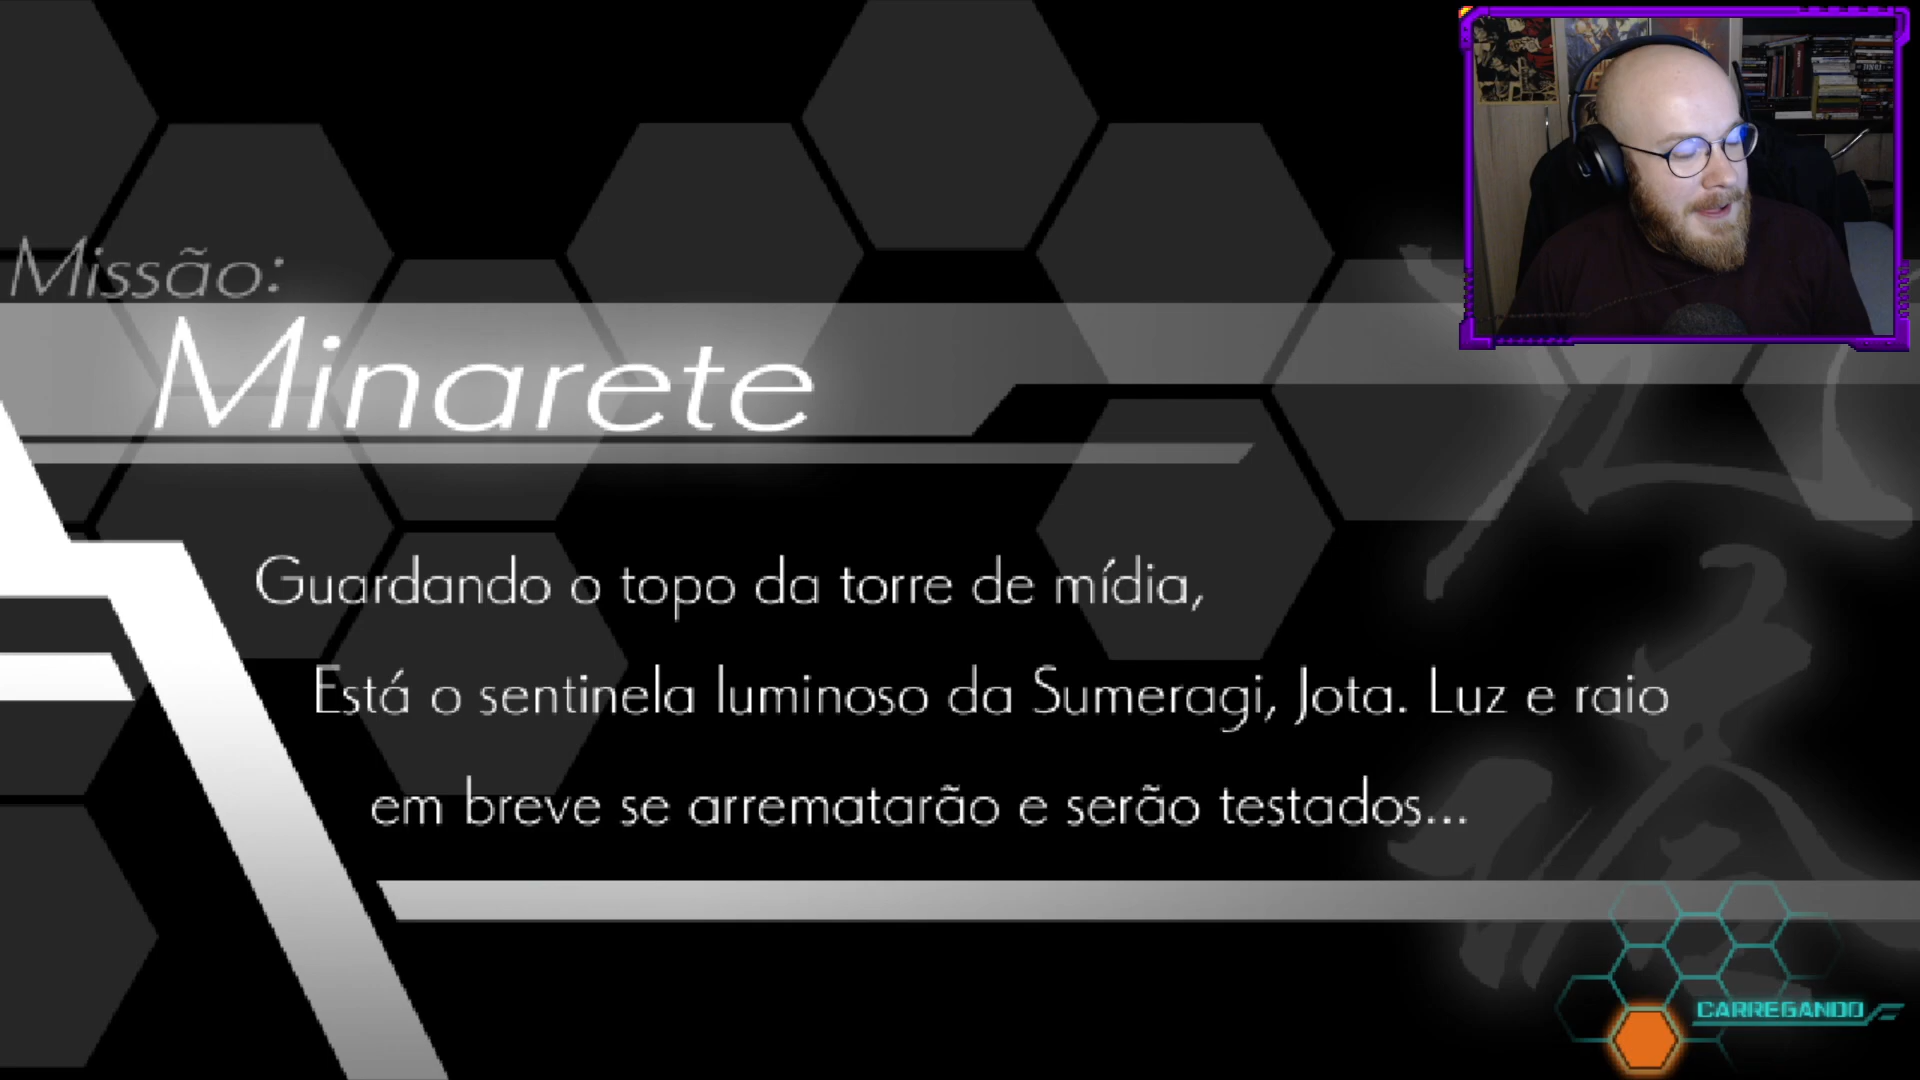 Missão:
Minarete
Guardando o topo da torre de mídia,
Está o sentinela luminoso da Sumeragi, Jota. Luz e raio
em breve se arrematarão e serão testados...
CARREGANDO